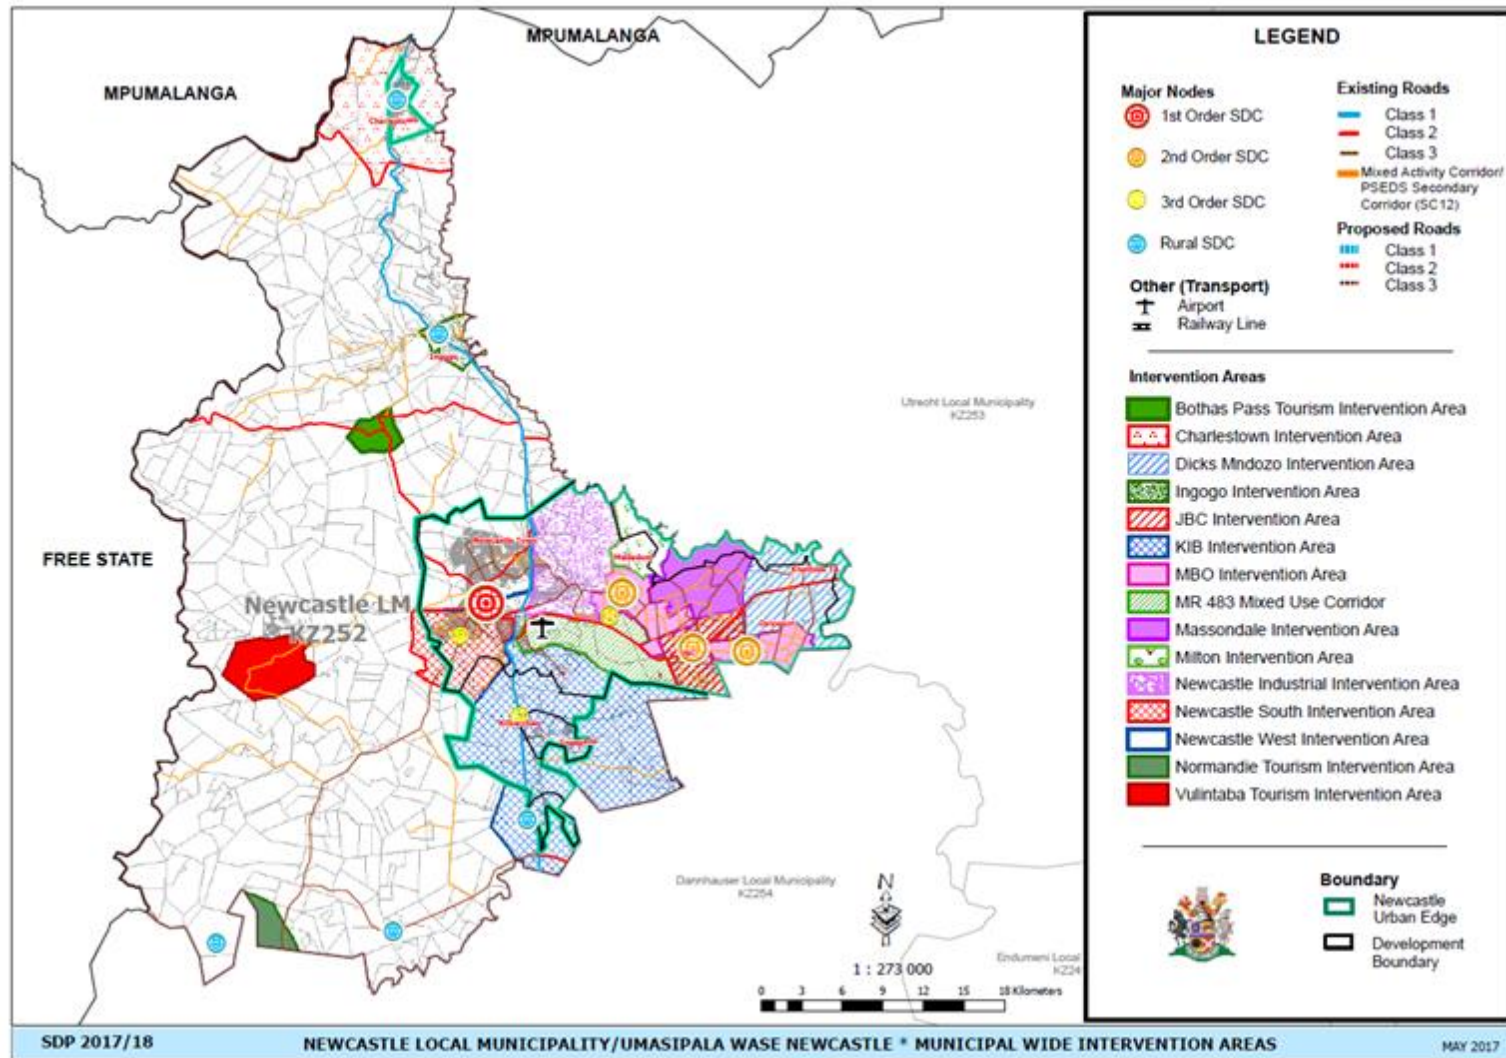 MPUMALANGA
MPUMALANGA
Charlestown
Ingogo
Utrecht Local Municipality
KZ253
FREE STATE
Newcastle LM
KZ252
Dannhauser Local Municipality
KZ254
Endumeni Local
KZ24
N
1 : 273 000
0 3 6 9 12 15 18 Kilometers
LEGEND
Major Nodes
1st Order SDC
2nd Order SDC
3rd Order SDC
Rural SDC
Other (Transport)
Airport
Railway Line
Existing Roads
Class 1
Class 2
Class 3
Mixed Activity Corridor/
PSEDS Secondary
Corridor (SC12)
Proposed Roads
Class 1
Class 2
Class 3
Intervention Areas
Bothas Pass Tourism Intervention Area
Charlestown Intervention Area
Dicks Mndozo Intervention Area
Ingogo Intervention Area
JBC Intervention Area
KIB Intervention Area
MBO Intervention Area
MR 483 Mixed Use Corridor
Massondale Intervention Area
Milton Intervention Area
Newcastle Industrial Intervention Area
Newcastle South Intervention Area
Newcastle West Intervention Area
Normandie Tourism Intervention Area
Vulintaba Tourism Intervention Area
Boundary
Newcastle
Urban Edge
Development
Boundary
SDP 2017/18
NEWCASTLE LOCAL MUNICIPALITY/UMASIPALA WASE NEWCASTLE * MUNICIPAL WIDE INTERVENTION AREAS
MAY 2017